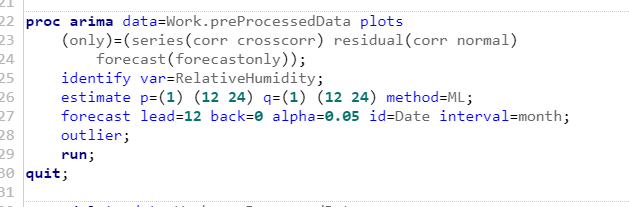 21
22 proc arima data=Work.preProcessedData plots
23 (only)=(series(corr crosscorr) residual(corr normal)
24 forecast(forecastonly));
25 identify var=RelativeHumidity;
26 estimate p=(1) (12 24) q=(1) (12 24) method=ML;
27 forecast lead=12 back=0 alpha=0.05 id=Date interval=month;
28 outlier;
29 run;
30 quit;
31